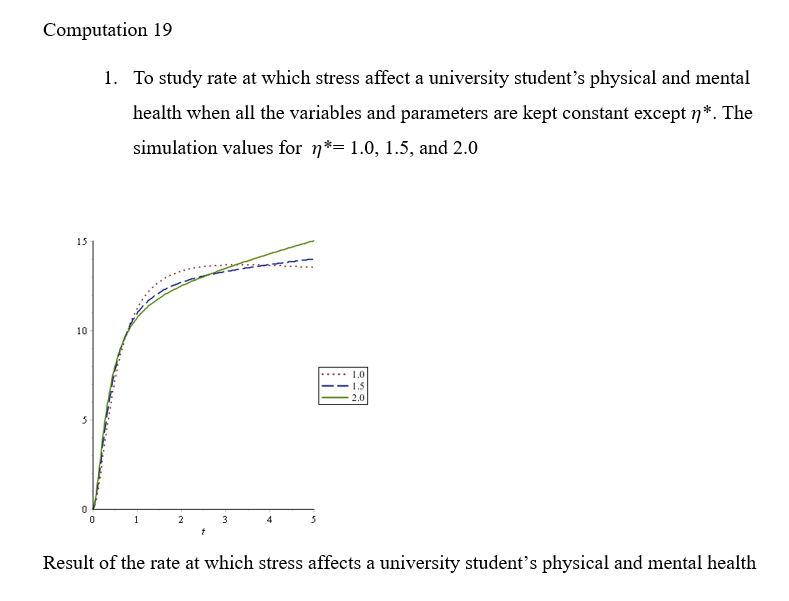 Computation 19
1. To study rate at which stress affect a university student’s physical and mental
health when all the variables and parameters are kept constant except η*. The
simulation values for η*= 1.0, 1.5, and 2.0
15
10
5
0
0 1 2 3 4 5
t
1.0
1.5
2.0
Result of the rate at which stress affects a university student’s physical and mental health